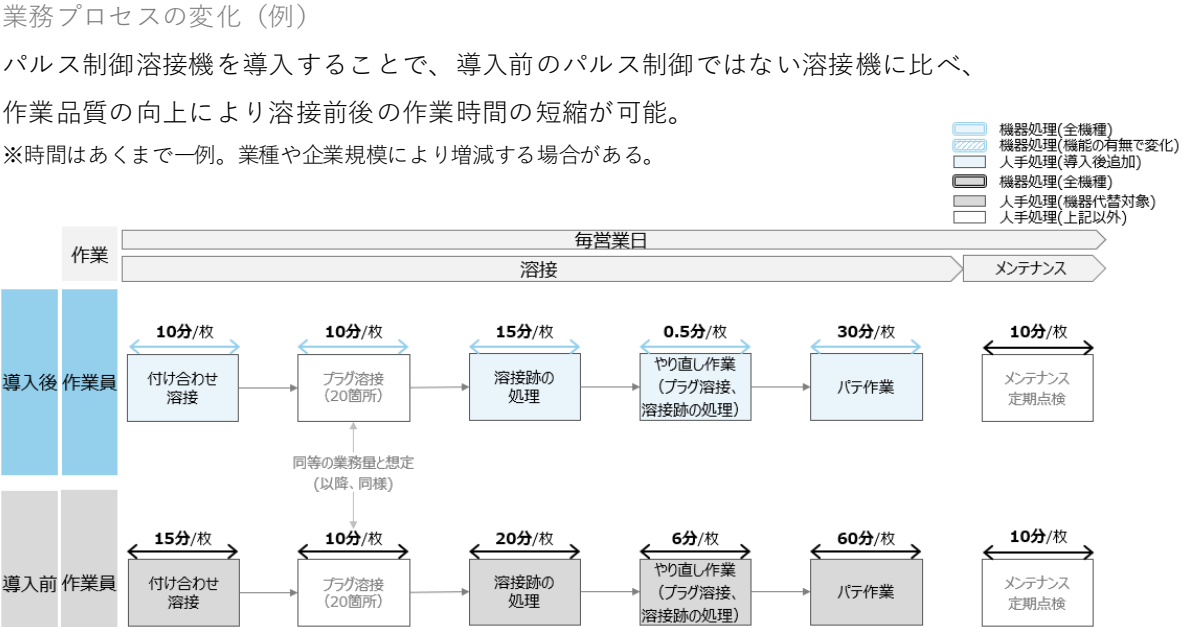 業務プロセスの変化（例）
パルス制御溶接機を導入することで、導入前のパルス制御ではない溶接機に比べ、
作業品質の向上により溶接前後の作業時間の短縮が可能。
※時間はあくまで一例。業種や企業規模により増減する場合がある。
機器処理(全機種)
機器処理(機能の有無で変化)
人手処理(導入後追加)
機器処理(全機種)
人手処理(機器代替対象)
人手処理(上記以外)
作業
毎営業日
溶接
メンテナンス
導入後
作業員
10分/枚
10分/枚
15分/枚
0.5分/枚
30分/枚
10分/枚
付け合わせ
溶接
プラグ溶接
(20箇所)
溶接跡の
処理
やり直し作業
（プラグ溶接、
溶接跡の処理）
パテ作業
メンテナンス
定期点検
同等の業務量と想定
(以降、同様)
導入前
作業員
15分/枚
10分/枚
20分/枚
6分/枚
60分/枚
10分/枚
付け合わせ
溶接
プラグ溶接
(20箇所)
溶接跡の
処理
やり直し作業
（プラグ溶接、
溶接跡の処理）
パテ作業
メンテナンス
定期点検